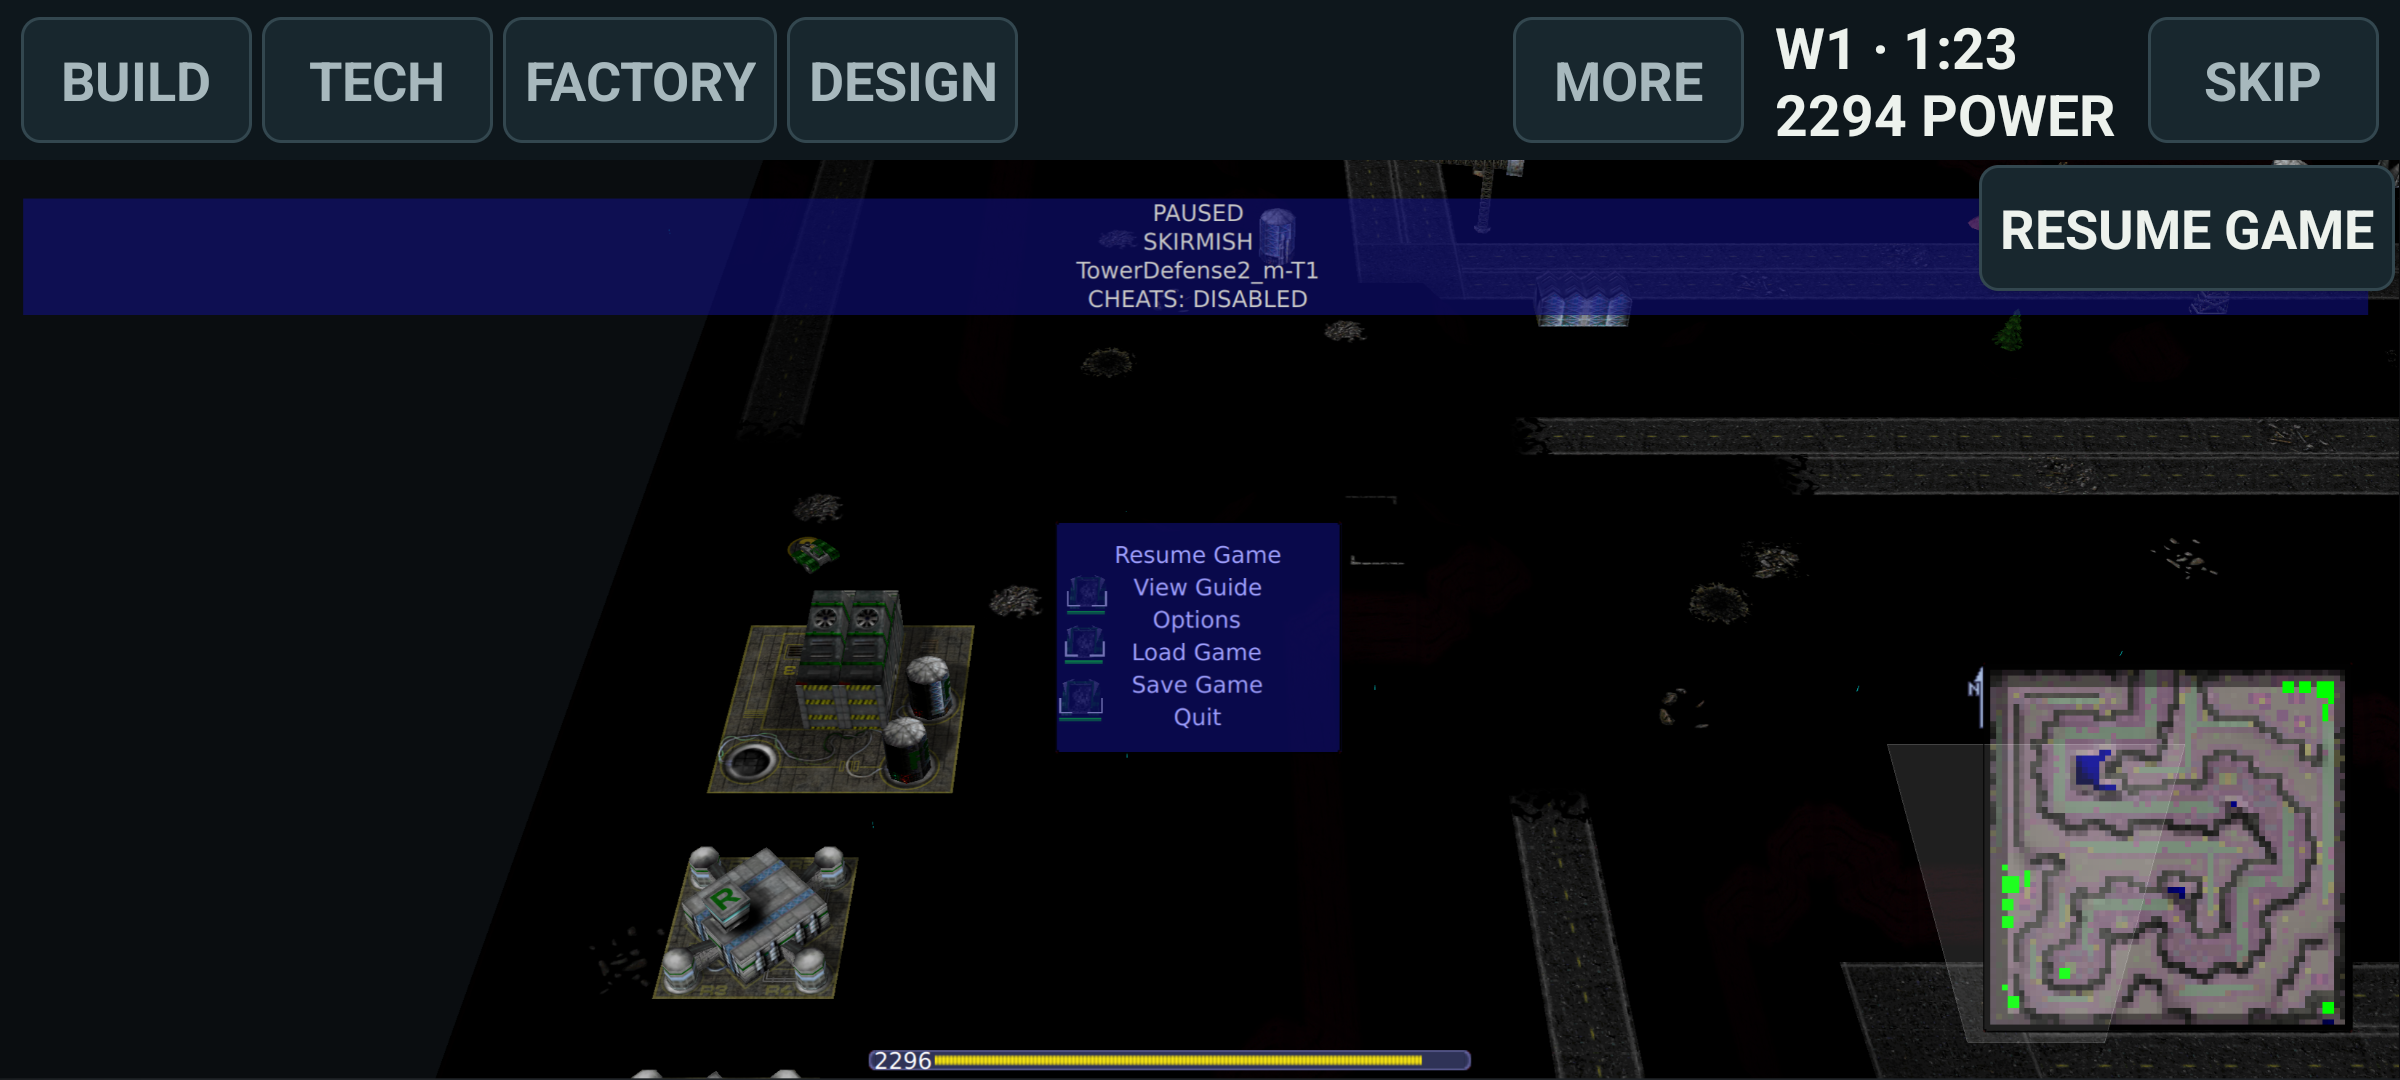 BUILD
TECH
FACTORY
DESIGN
MORE
W1 · 1:23
2294 POWER
SKIP
RESUME GAME
PAUSED
SKIRMISH
TowerDefense2_m-T1
CHEATS: DISABLED
Resume Game
View Guide
Options
Load Game
Save Game
Quit
N
R
2296